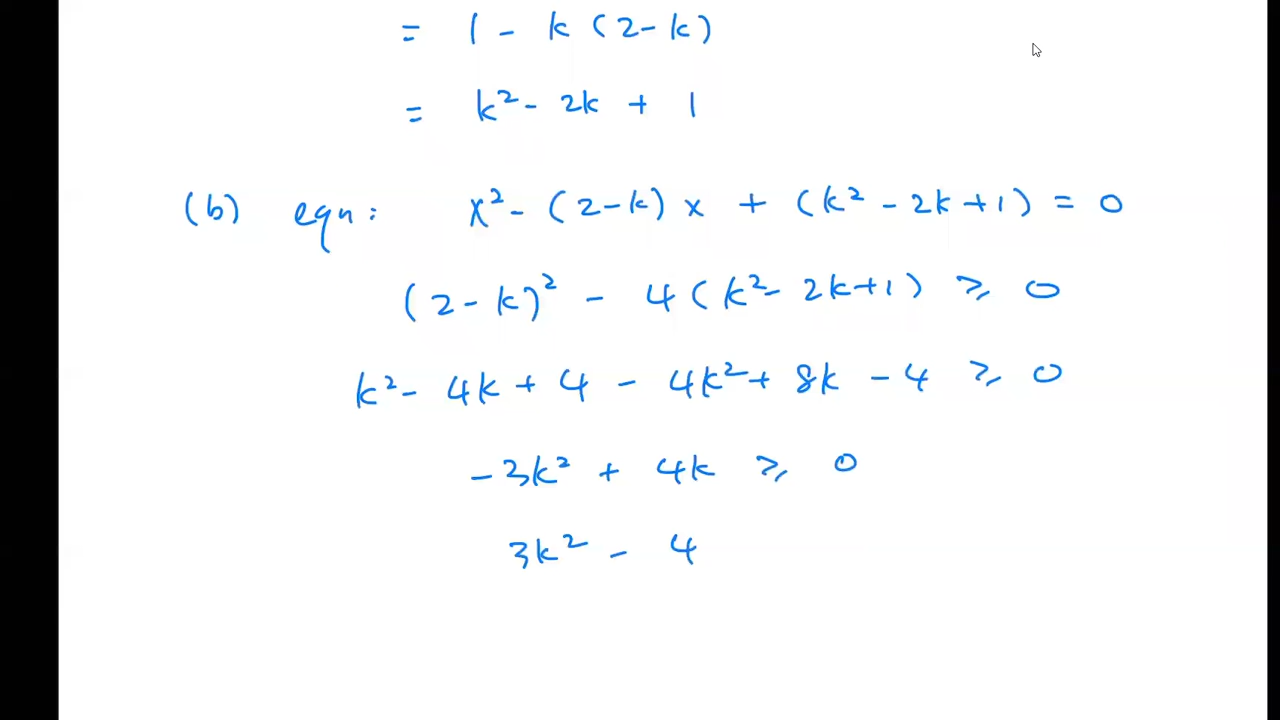 = 1 - k (2-k)
= k² - 2k + 1
(b) eqn: x² - (2-k) x + (k² - 2k + 1) = 0
(2-k)² - 4 (k² - 2k+1) ⩾ 0
k² - 4k + 4 - 4k² + 8k - 4 ⩾ 0
-3k² + 4k ⩾ 0
3k² - 4